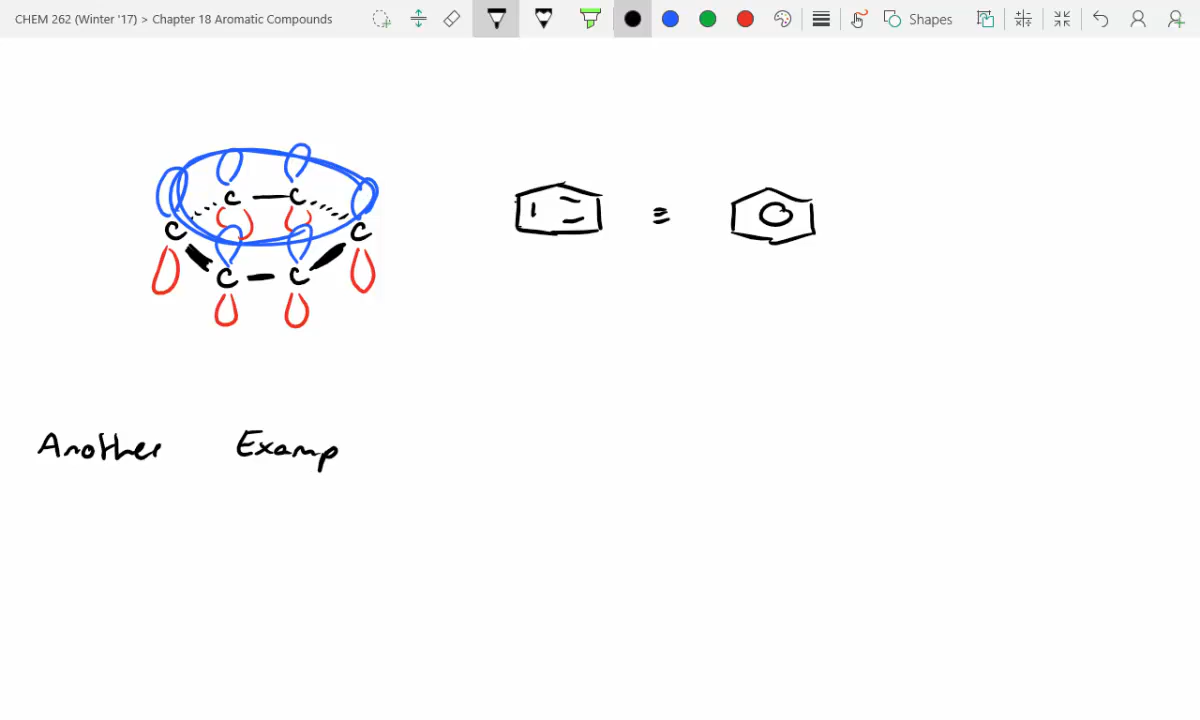 CHEM 262 (Winter '17) > Chapter 18 Aromatic Compounds
Shapes
C C
C C
C C
≡
Another Examp